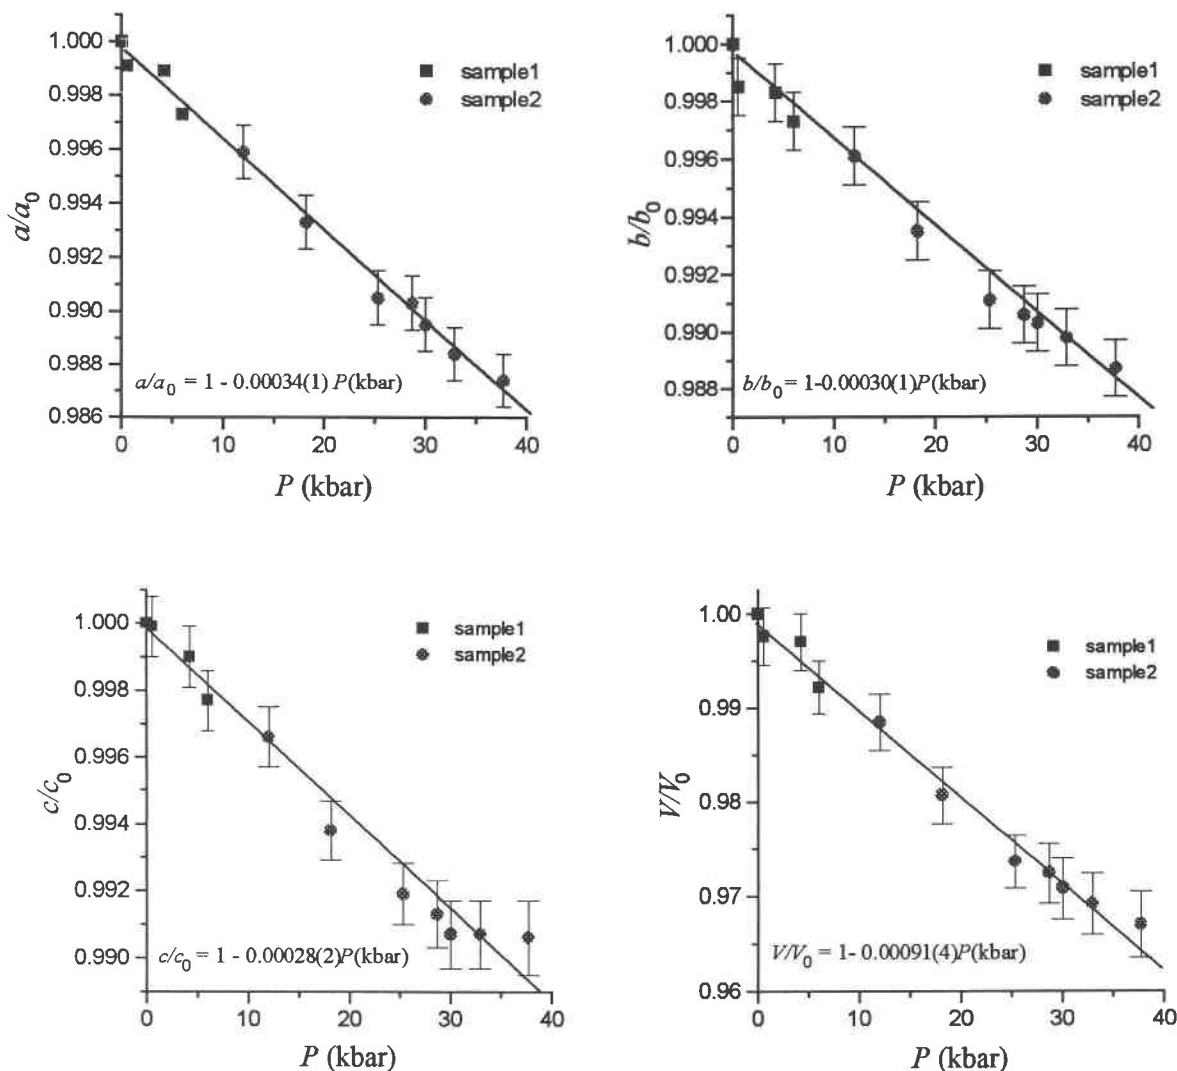 1.000
0.998
0.996
0.994
0.992
0.990
0.988
0.986
a/a0
sample1
sample2
a/a0 = 1 - 0.00034(1) P(kbar)
0 10 20 30 40
P (kbar)
1.000
0.998
0.996
0.994
0.992
0.990
0.988
b/b0
sample1
sample2
b/b0 = 1-0.00030(1)P(kbar)
0 10 20 30 40
P (kbar)
1.000
0.998
0.996
0.994
0.992
0.990
c/c0
sample1
sample2
c/c0 = 1 - 0.00028(2)P(kbar)
0 10 20 30 40
P (kbar)
1.00
0.99
0.98
0.97
0.96
V/V0
sample1
sample2
V/V0 = 1- 0.00091(4)P(kbar)
0 10 20 30 40
P (kbar)